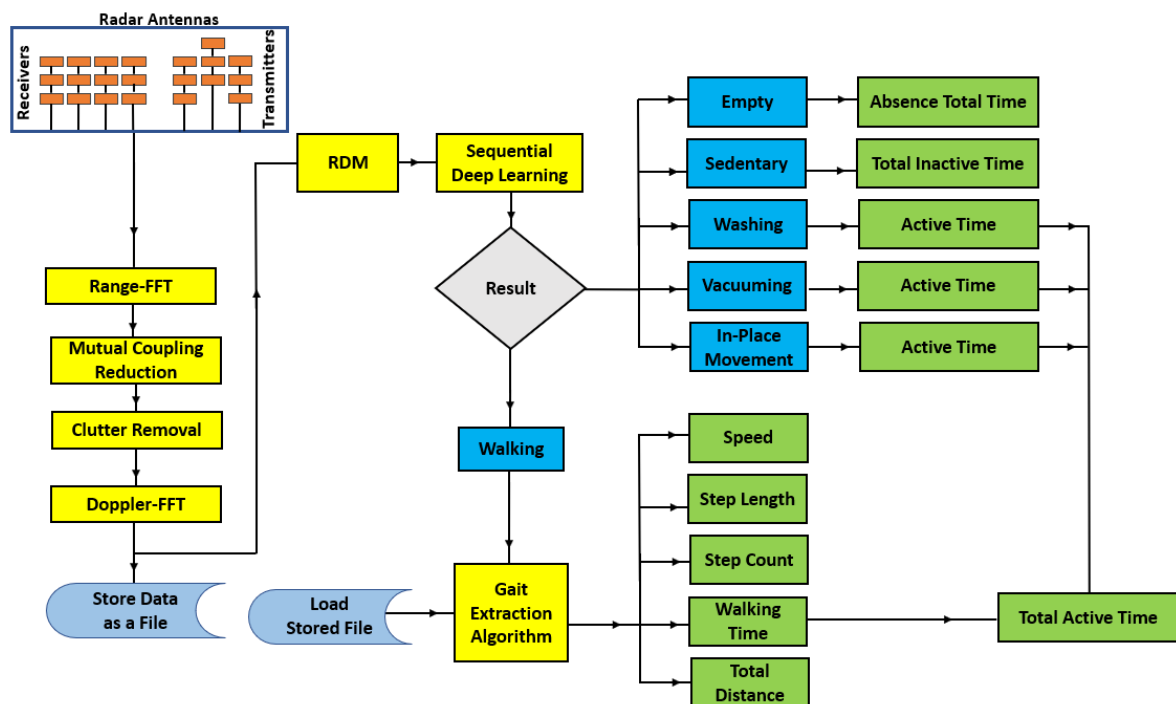 Radar Antennas
Receivers
Transmitters
Range-FFT
Mutual Coupling
Reduction
Clutter Removal
Doppler-FFT
Store Data
as a File
RDM
Sequential
Deep Learning
Result
Walking
Load
Stored File
Gait
Extraction
Algorithm
Empty
Absence Total Time
Sedentary
Total Inactive Time
Washing
Active Time
Vacuuming
Active Time
In-Place
Movement
Active Time
Speed
Step Length
Step Count
Walking
Time
Total
Distance
Total Active Time